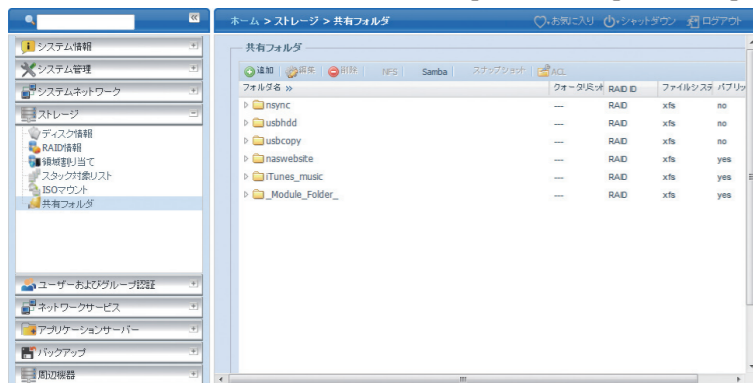 ホーム > ストレージ > 共有フォルダ お気に入り シャットダウン ログアウト
システム情報
システム管理
システムネットワーク
ストレージ
ディスク情報
RAID情報
領域割り当て
スタック対象リスト
ISOマウント
共有フォルダ
ユーザーおよびグループ認証
ネットワークサービス
アプリケーションサーバー
バックアップ
周辺機器
共有フォルダ
追加 編集 削除 NFS Samba スナップショット ACL
フォルダ名 » クォータリミット RAID ID ファイルシステ パブリッ
nsync --- RAID xfs no
usbhdd --- RAID xfs no
usbcopy --- RAID xfs no
naswebsite --- RAID xfs yes
iTunes_music --- RAID xfs yes
_Module_Folder_ --- RAID xfs yes